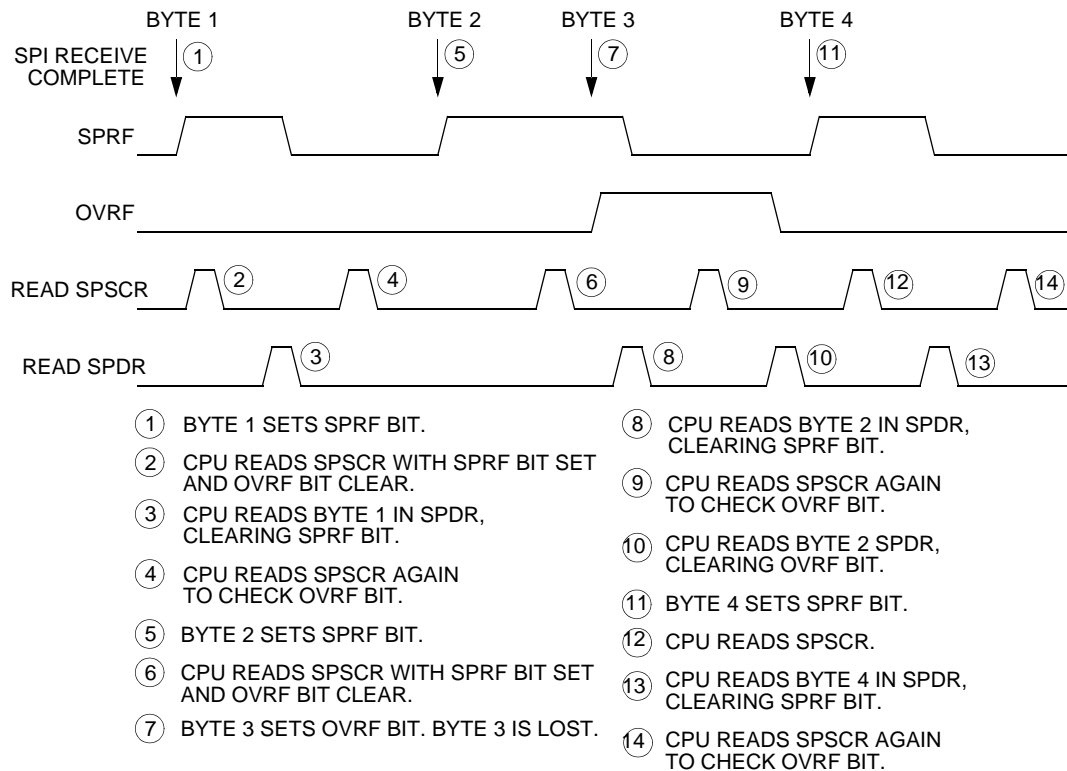 BYTE 1 BYTE 2 BYTE 3 BYTE 4
SPI RECEIVE
COMPLETE
1 5 7 11
SPRF
OVRF
READ SPSCR
2 4 6 9 12 14
READ SPDR
3 8 10 13
1 BYTE 1 SETS SPRF BIT.
2 CPU READS SPSCR WITH SPRF BIT SET
AND OVRF BIT CLEAR.
3 CPU READS BYTE 1 IN SPDR,
CLEARING SPRF BIT.
4 CPU READS SPSCR AGAIN
TO CHECK OVRF BIT.
5 BYTE 2 SETS SPRF BIT.
6 CPU READS SPSCR WITH SPRF BIT SET
AND OVRF BIT CLEAR.
7 BYTE 3 SETS OVRF BIT. BYTE 3 IS LOST.
8 CPU READS BYTE 2 IN SPDR,
CLEARING SPRF BIT.
9 CPU READS SPSCR AGAIN
TO CHECK OVRF BIT.
10 CPU READS BYTE 2 SPDR,
CLEARING OVRF BIT.
11 BYTE 4 SETS SPRF BIT.
12 CPU READS SPSCR.
13 CPU READS BYTE 4 IN SPDR,
CLEARING SPRF BIT.
14 CPU READS SPSCR AGAIN
TO CHECK OVRF BIT.